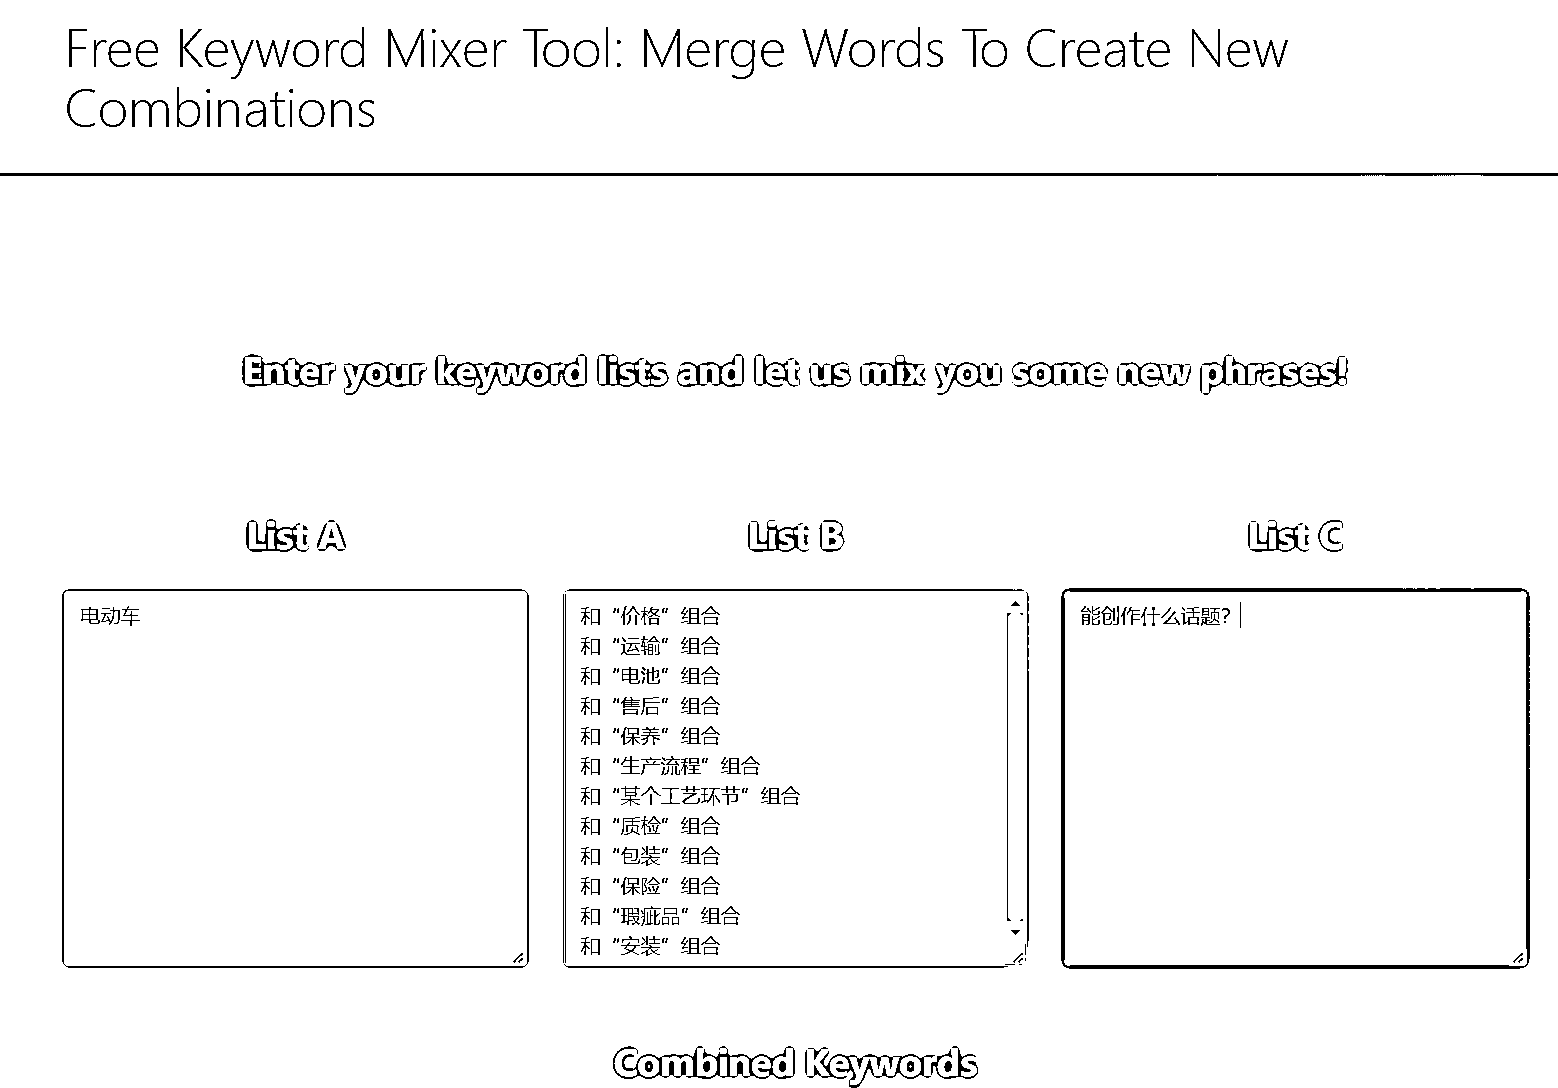 Free Keyword Mixer Tool: Merge Words To Create New
Combinations
Enter your keyword lists and let us mix you some new phrases!
List A
List B
List C
电动车
和“价格”组合
和“运输”组合
和“电池”组合
和“售后”组合
和“保养”组合
和“生产流程”组合
和“某个工艺环节”组合
和“质检”组合
和“包装”组合
和“保险”组合
和“瑕疵品”组合
和“安装”组合
能创作什么话题?
Combined Keywords